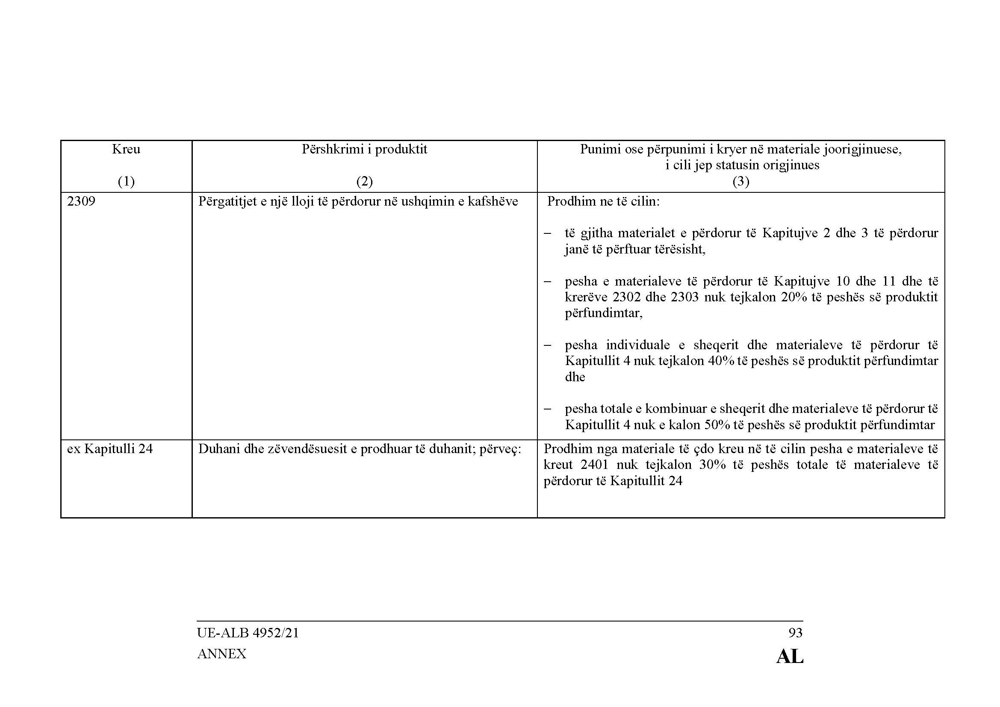 Kreu
(1)
Përshkrimi i produktit
(2)
Punimi ose përpunimi i kryer në materiale joorigjinuese,
i cili jep statusin origjinues
(3)
2309
Përgatitjet e një lloji të përdorur në ushqimin e kafshëve
Prodhim ne të cilin:
– të gjitha materialet e përdorur të Kapitujve 2 dhe 3 të përdorur
janë të përftuar tërësisht,
– pesha e materialeve të përdorur të Kapitujve 10 dhe 11 dhe të
krerëve 2302 dhe 2303 nuk tejkalon 20% të peshës së produktit
përfundimtar,
– pesha individuale e sheqerit dhe materialeve të përdorur të
Kapitullit 4 nuk tejkalon 40% të peshës së produktit përfundimtar
dhe
– pesha totale e kombinuar e sheqerit dhe materialeve të përdorur të
Kapitullit 4 nuk e kalon 50% të peshës së produktit përfundimtar
ex Kapitulli 24
Duhani dhe zëvendësuesit e prodhuar të duhanit; përveç:
Prodhim nga materiale të çdo kreu në të cilin pesha e materialeve të
kreut 2401 nuk tejkalon 30% të peshës totale të materialeve të
përdorur të Kapitullit 24
UE-ALB 4952/21
93
ANNEX
AL